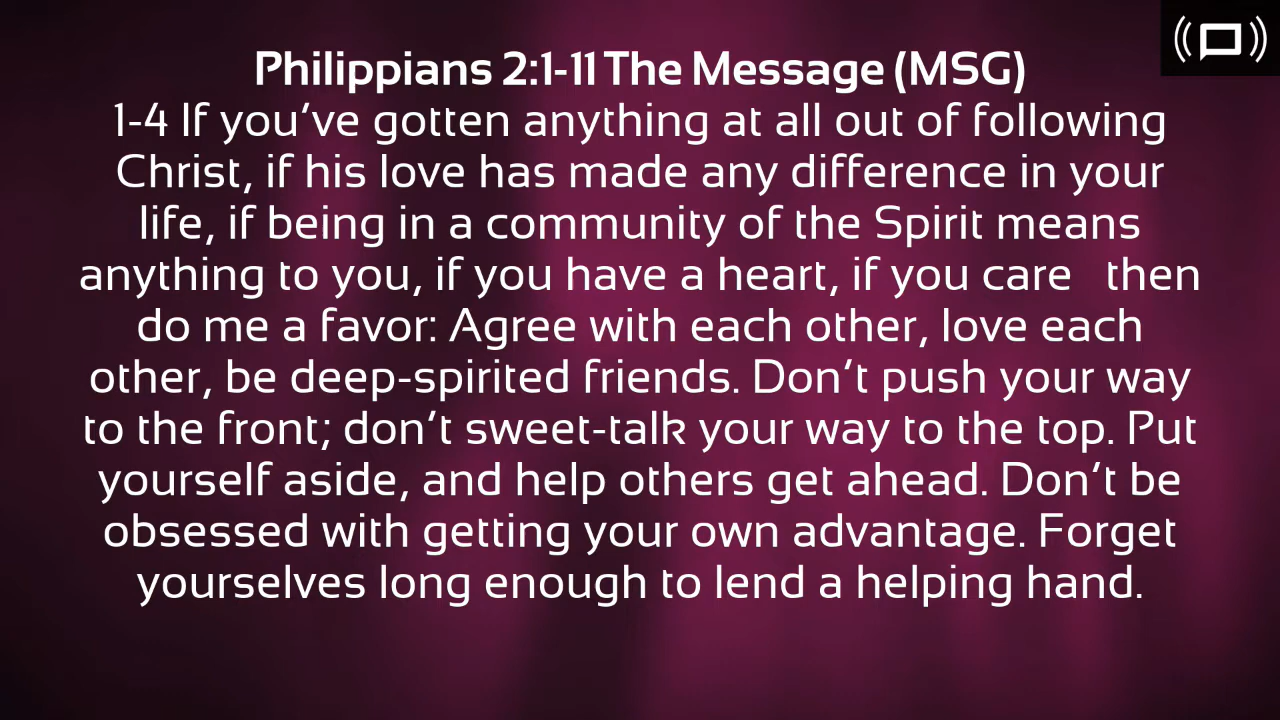 Philippians 2:1-11 The Message (MSG)
1-4 If you’ve gotten anything at all out of following
Christ, if his love has made any difference in your
life, if being in a community of the Spirit means
anything to you, if you have a heart, if you care   then
do me a favor: Agree with each other, love each
other, be deep-spirited friends. Don’t push your way
to the front; don’t sweet-talk your way to the top. Put
yourself aside, and help others get ahead. Don’t be
obsessed with getting your own advantage. Forget
yourselves long enough to lend a helping hand.